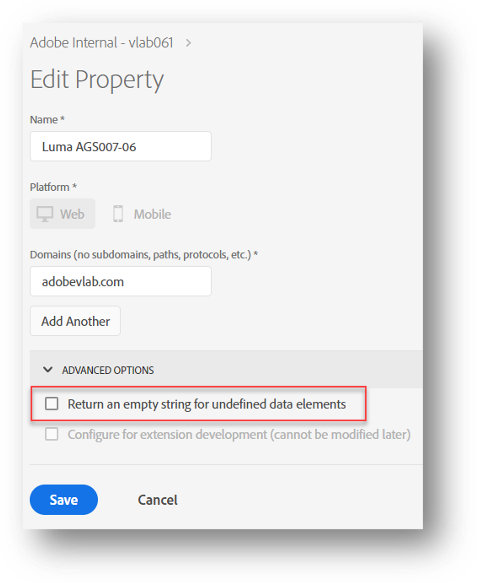 Adobe Internal - vlab061 >
Edit Property
Name *
Luma AGS007-06
Platform *
Web Mobile
Domains (no subdomains, paths, protocols, etc.) *
adobevlab.com
Add Another
ADVANCED OPTIONS
Return an empty string for undefined data elements
Configure for extension development (cannot be modified later)
Save Cancel